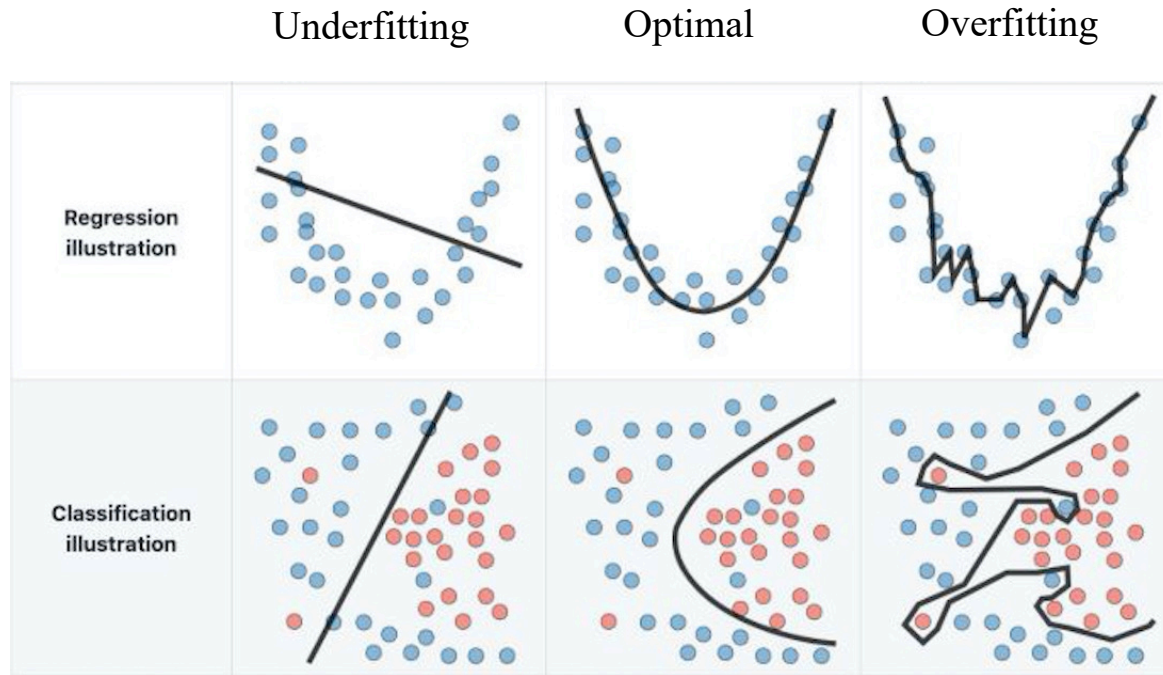 Underfitting
Optimal
Overfitting
Regression
illustration
Classification
illustration